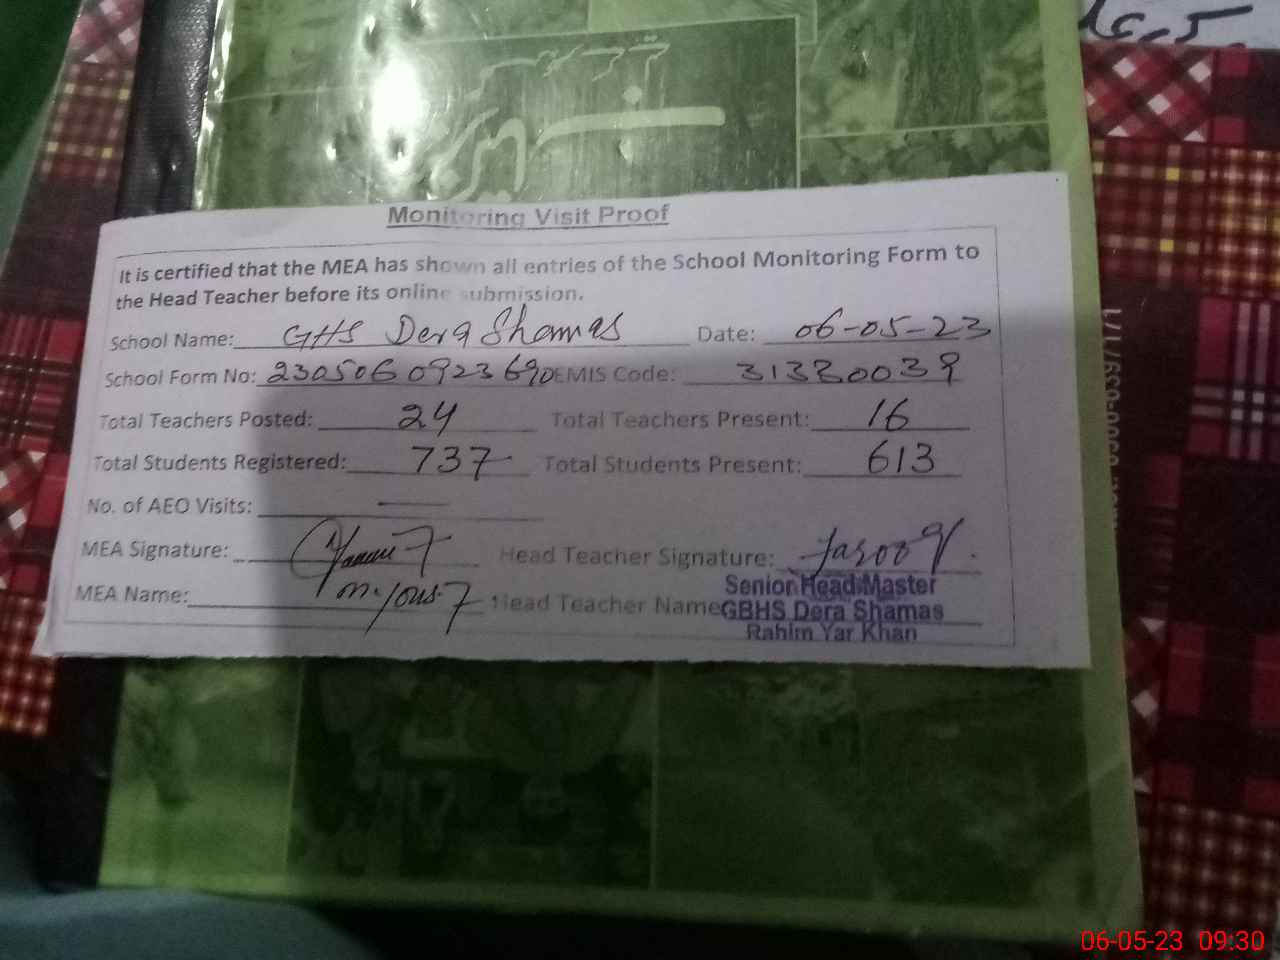 Monitoring Visit Proof
It is certified that the MEA has shown all entries of the School Monitoring Form to
the Head Teacher before its online submission.
School Name: GHS Dera Shamas Date: 06-05-23
School Form No: 230506092369 EMIS Code: 31330039
Total Teachers Posted: 24 Total Teachers Present: 16
Total Students Registered: 737 Total Students Present: 613
No. of AEO Visits: —
MEA Signature: Head Teacher Signature: Farooq
MEA Name: Head Teacher Name
Senior Head Master
GBHS Dera Shamas
Rahim Yar Khan
06-05-23 09:30